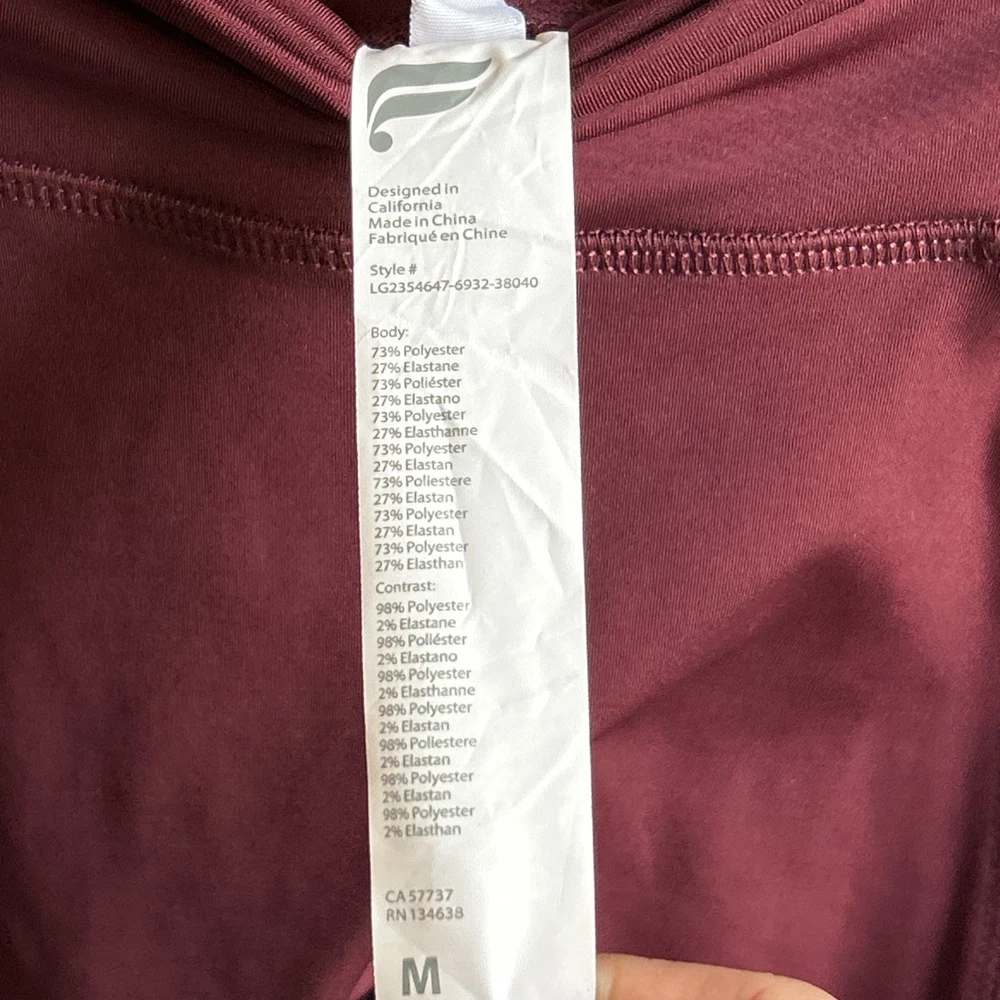 Designed in
California
Made in China
Fabriqué en Chine
Style #
LG2354647-6932-38040
Body:
73% Polyester
27% Elastane
73% Poliéster
27% Elastano
73% Polyester
27% Elasthanne
73% Polyester
27% Elastan
73% Poliestere
27% Elastan
73% Polyester
27% Elastan
73% Polyester
27% Elasthan
Contrast:
98% Polyester
2% Elastane
98% Poliéster
2% Elastano
98% Polyester
2% Elasthanne
98% Polyester
2% Elastan
98% Poliestere
2% Elastan
98% Polyester
2% Elastan
98% Polyester
2% Elasthan
CA 57737
RN 134638
M